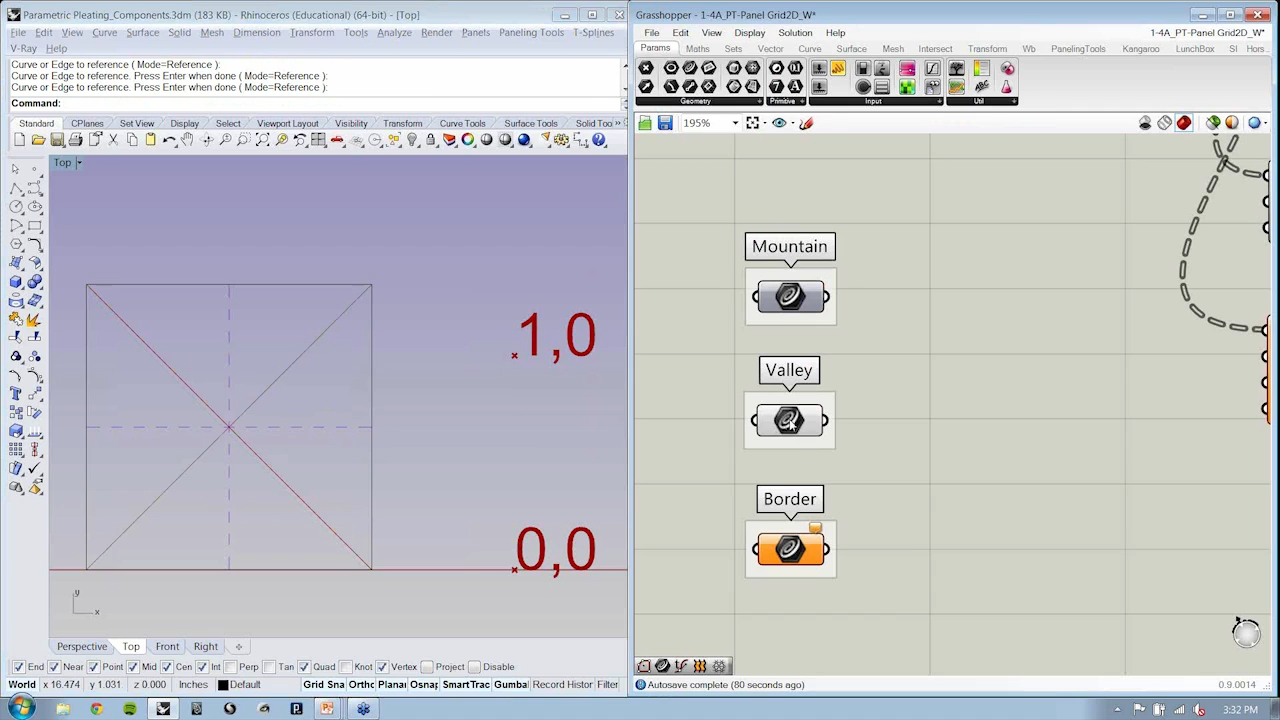 Parametric Pleating_Components.3dm (183 KB) - Rhinoceros (Educational) (64-bit) - [Top]
File Edit View Curve Surface Solid Mesh Dimension Transform Tools Analyze Render Panels Paneling Tools T-Splines
V-Ray Help
Curve or Edge to reference ( Mode=Reference ):
Curve or Edge to reference. Press Enter when done ( Mode=Reference ):
Curve or Edge to reference. Press Enter when done ( Mode=Reference ):
Command:
Standard CPlanes Set View Display Select Viewport Layout Visibility Transform Curve Tools Surface Tools Solid Too
Top
1,0
0,0
y
x
Perspective Top Front Right
End Near Point Mid Cen Int Perp Tan Quad Knot Vertex Project Disable
World x 16.474 y 1.031 z 0.000 Inches Default Grid Sna Ortho Planar Osnap SmartTrac Gumba Record Histor Filter
Grasshopper - 1-4A_PT-Panel Grid2D_W*
File Edit View Display Solution Help 1-4A_PT-Panel Grid2D_W*
Params Maths Sets Vector Curve Surface Mesh Intersect Transform Wb PanelingTools Kangaroo LunchBox SI Hors
Geometry Primitive Input Util
195%
Mountain
Valley
Border
Autosave complete (80 seconds ago) 0.9.0014
3:32 PM